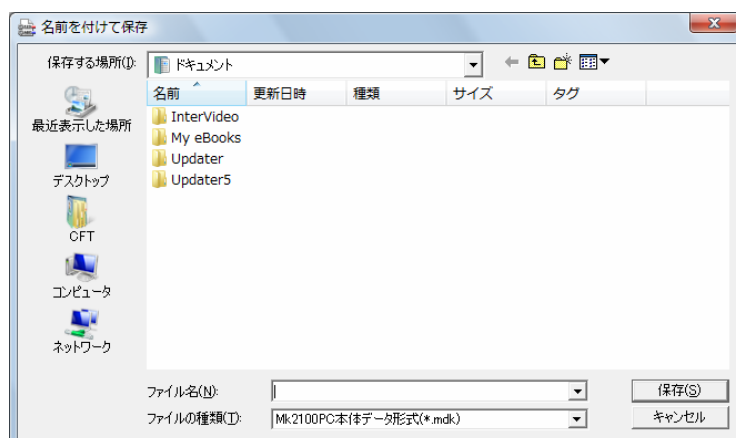 名前を付けて保存
保存する場所(I):
ドキュメント
名前 更新日時 種類 サイズ タグ
InterVideo
My eBooks
Updater
Updater5
最近表示した場所
デスクトップ
CFT
コンピュータ
ネットワーク
ファイル名(N):
保存(S)
ファイルの種類(T):
Mk2100PC本体データ形式(*.mdk)
キャンセル